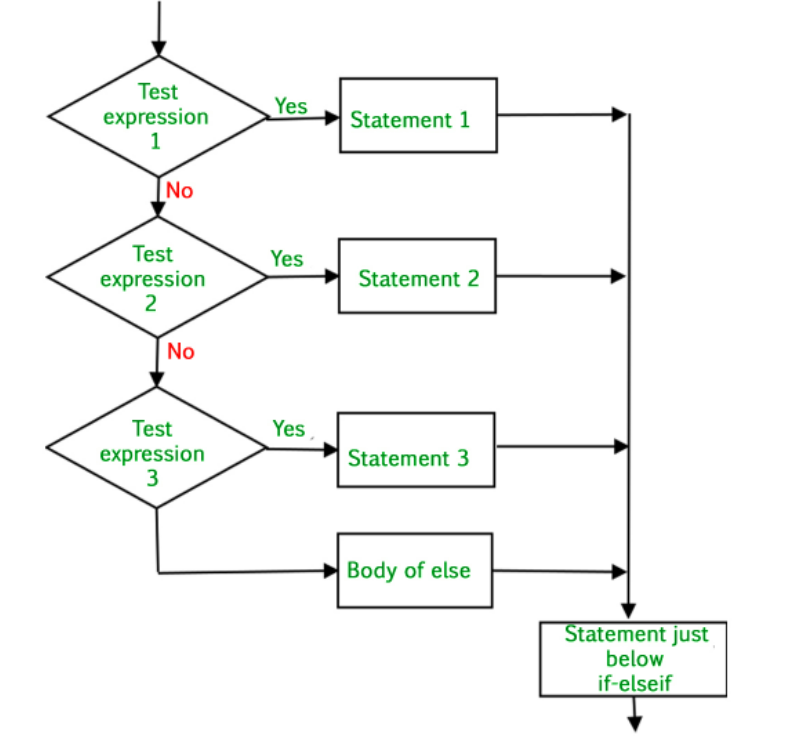 Test
expression
1
Yes
Statement 1
No
Test
expression
2
Yes
Statement 2
No
Test
expression
3
Yes
Statement 3
Body of else
Statement just
below
if-elseif